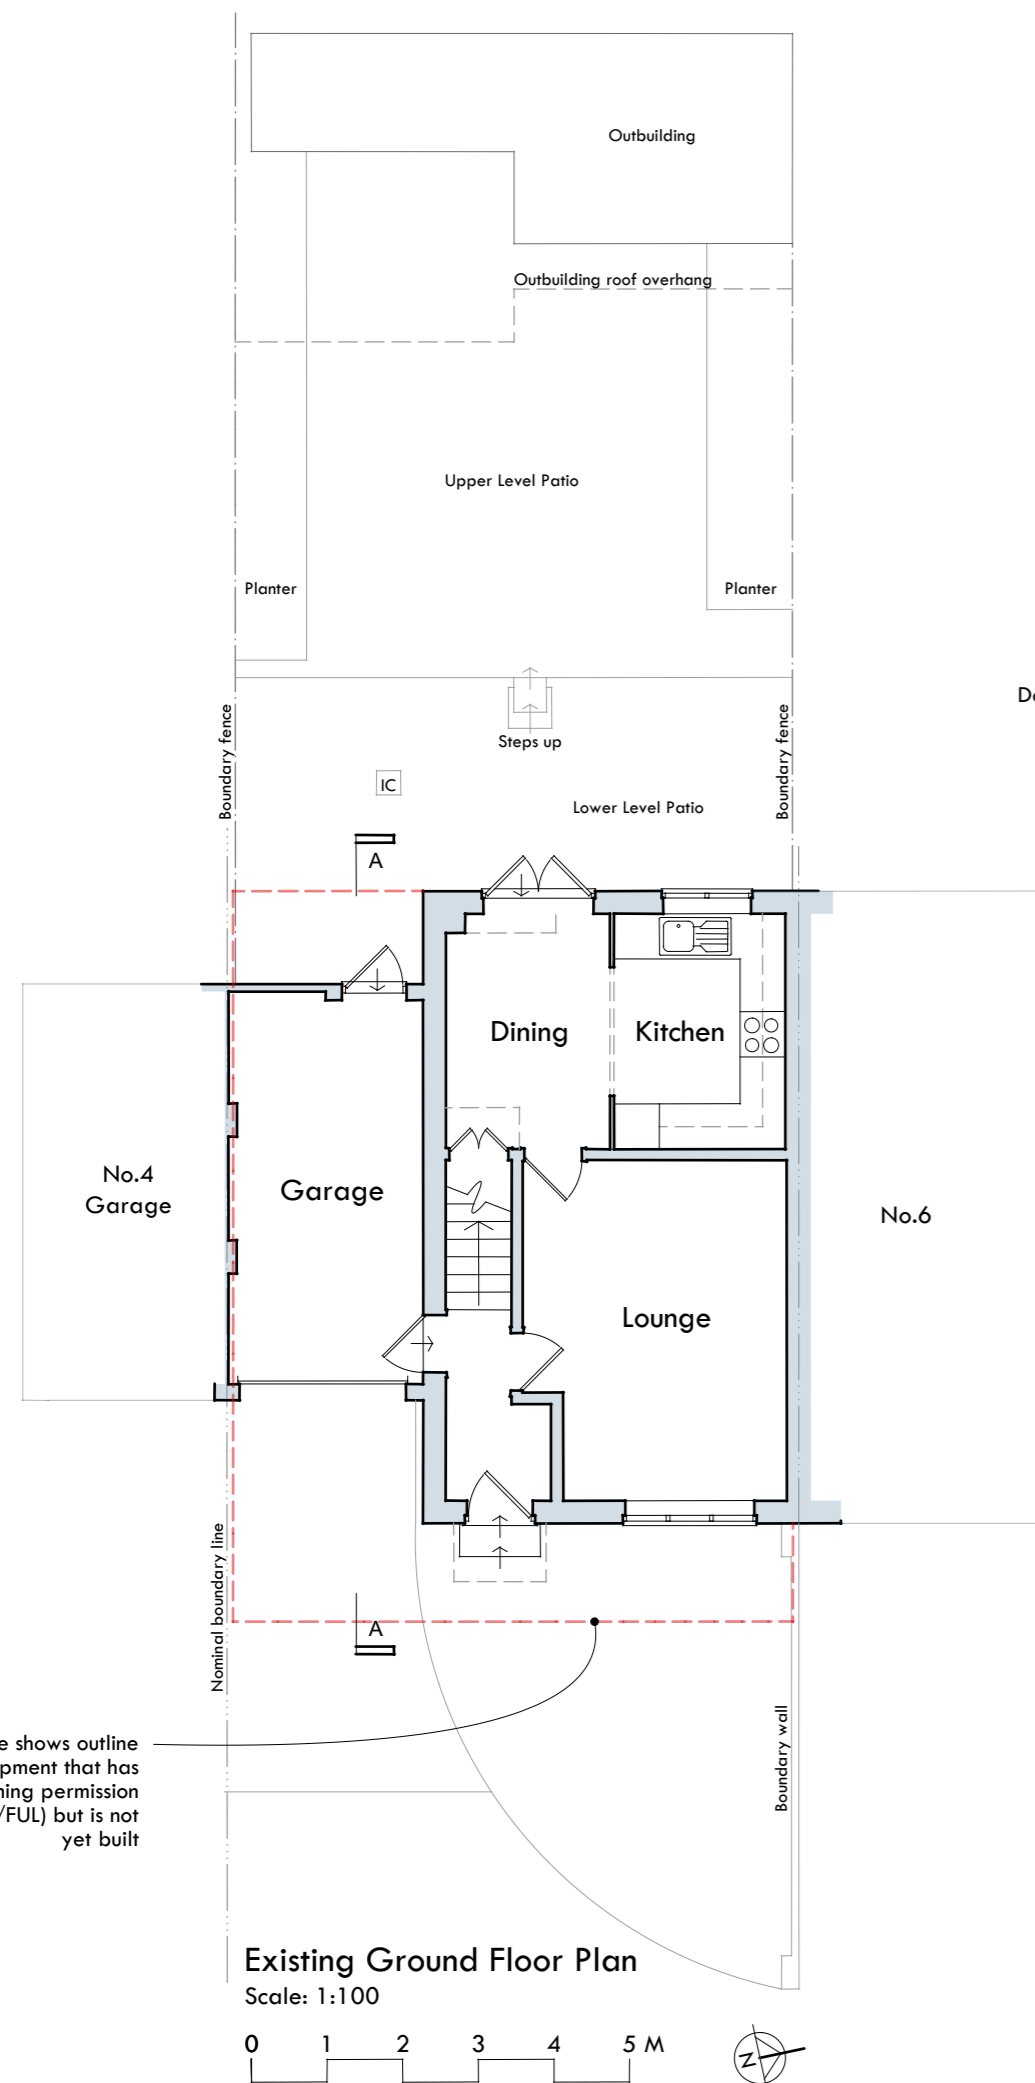 Outbuilding
Outbuilding roof overhang
Upper Level Patio
Planter
Planter
Boundary fence
Boundary fence
Steps up
IC
Lower Level Patio
A
Dining
Kitchen
No.4
Garage
Garage
No.6
Lounge
Nominal boundary line
A
Boundary wall
shows outline
that has
permission
/FUL) but is not
yet built
Existing Ground Floor Plan
Scale: 1:100
0 1 2 3 4 5 M
N